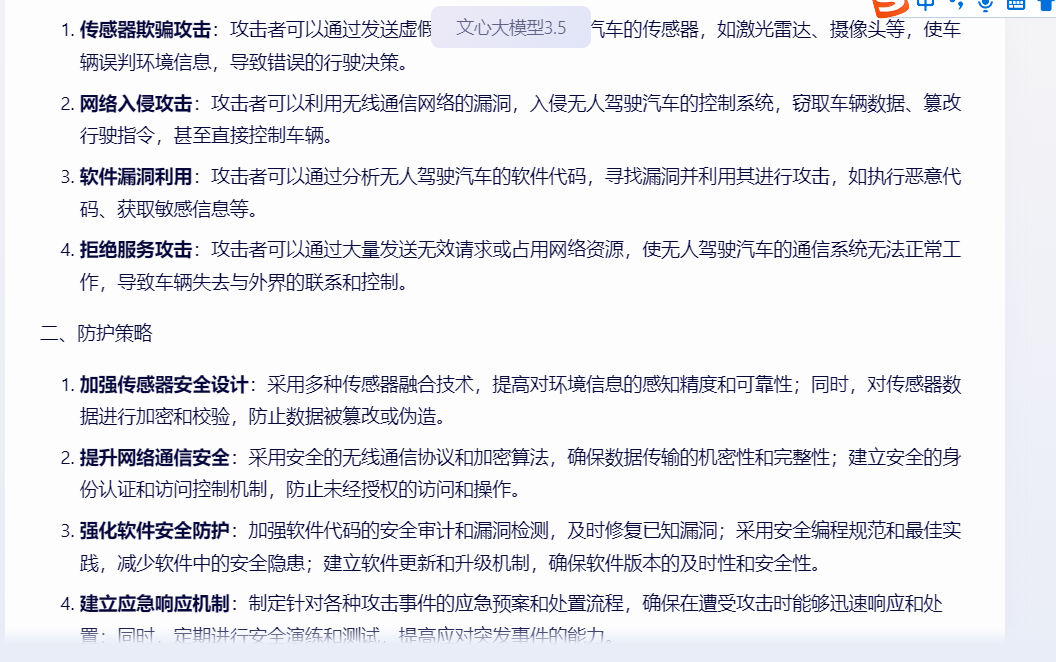 1. 传感器欺骗攻击：攻击者可以通过发送虚假
文心大模型3.5
汽车的传感器，如激光雷达、摄像头等，使车
辆误判环境信息，导致错误的行驶决策。
2. 网络入侵攻击：攻击者可以利用无线通信网络的漏洞，入侵无人驾驶汽车的控制系统，窃取车辆数据、篡改
行驶指令，甚至直接控制车辆。
3. 软件漏洞利用：攻击者可以通过分析无人驾驶汽车的软件代码，寻找漏洞并利用其进行攻击，如执行恶意代
码、获取敏感信息等。
4. 拒绝服务攻击：攻击者可以通过大量发送无效请求或占用网络资源，使无人驾驶汽车的通信系统无法正常工
作，导致车辆失去与外界的联系和控制。
二、防护策略
1. 加强传感器安全设计：采用多种传感器融合技术，提高对环境信息的感知精度和可靠性；同时，对传感器数
据进行加密和校验，防止数据被篡改或伪造。
2. 提升网络通信安全：采用安全的无线通信协议和加密算法，确保数据传输的机密性和完整性；建立安全的身
份认证和访问控制机制，防止未经授权的访问和操作。
3. 强化软件安全防护：加强软件代码的安全审计和漏洞检测，及时修复已知漏洞；采用安全编程规范和最佳实
践，减少软件中的安全隐患；建立软件更新和升级机制，确保软件版本的及时性和安全性。
4. 建立应急响应机制：制定针对各种攻击事件的应急预案和处置流程，确保在遭受攻击时能够迅速响应和处
置；同时，定期进行安全演练和测试，提高应对突发事件的能力。